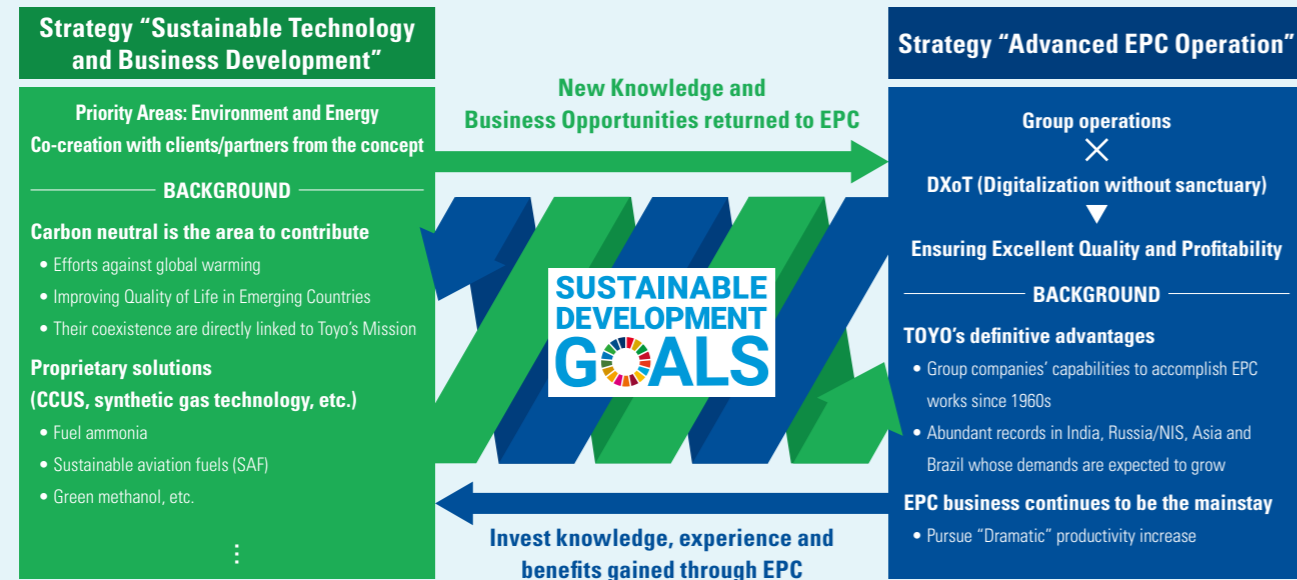 Strategy “Sustainable Technology
and Business Development”
Priority Areas: Environment and Energy
Co-creation with clients/partners from the concept
BACKGROUND
Carbon neutral is the area to contribute
• Efforts against global warming
• Improving Quality of Life in Emerging Countries
• Their coexistence are directly linked to Toyo’s Mission
Proprietary solutions
(CCUS, synthetic gas technology, etc.)
• Fuel ammonia
• Sustainable aviation fuels (SAF)
• Green methanol, etc.
⋮
New Knowledge and
Business Opportunities returned to EPC
SUSTAINABLE
DEVELOPMENT
GOALS
Invest knowledge, experience and
benefits gained through EPC
Strategy “Advanced EPC Operation”
Group operations
×
DXoT (Digitalization without sanctuary)
▼
Ensuring Excellent Quality and Profitability
BACKGROUND
TOYO’s definitive advantages
• Group companies’ capabilities to accomplish EPC
works since 1960s
• Abundant records in India, Russia/NIS, Asia and
Brazil whose demands are expected to grow
EPC business continues to be the mainstay
• Pursue “Dramatic” productivity increase